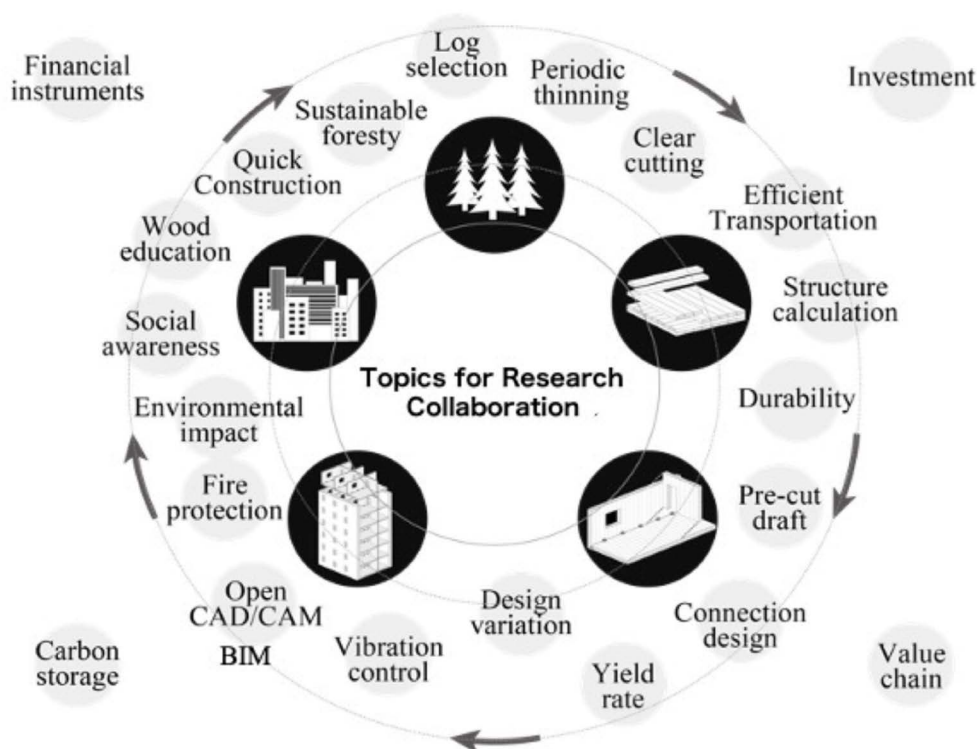 Log
selection
Periodic
thinning
Financial
instruments
Investment
Sustainable
foresty
Clear
cutting
Quick
Construction
Efficient
Transportation
Wood
education
Structure
calculation
Social
awareness
Topics for Research
Collaboration
Durability
Environmental
impact
Fire
protection
Pre-cut
draft
Open
CAD/CAM
BIM
Design
variation
Connection
design
Vibration
control
Carbon
storage
Yield
rate
Value
chain